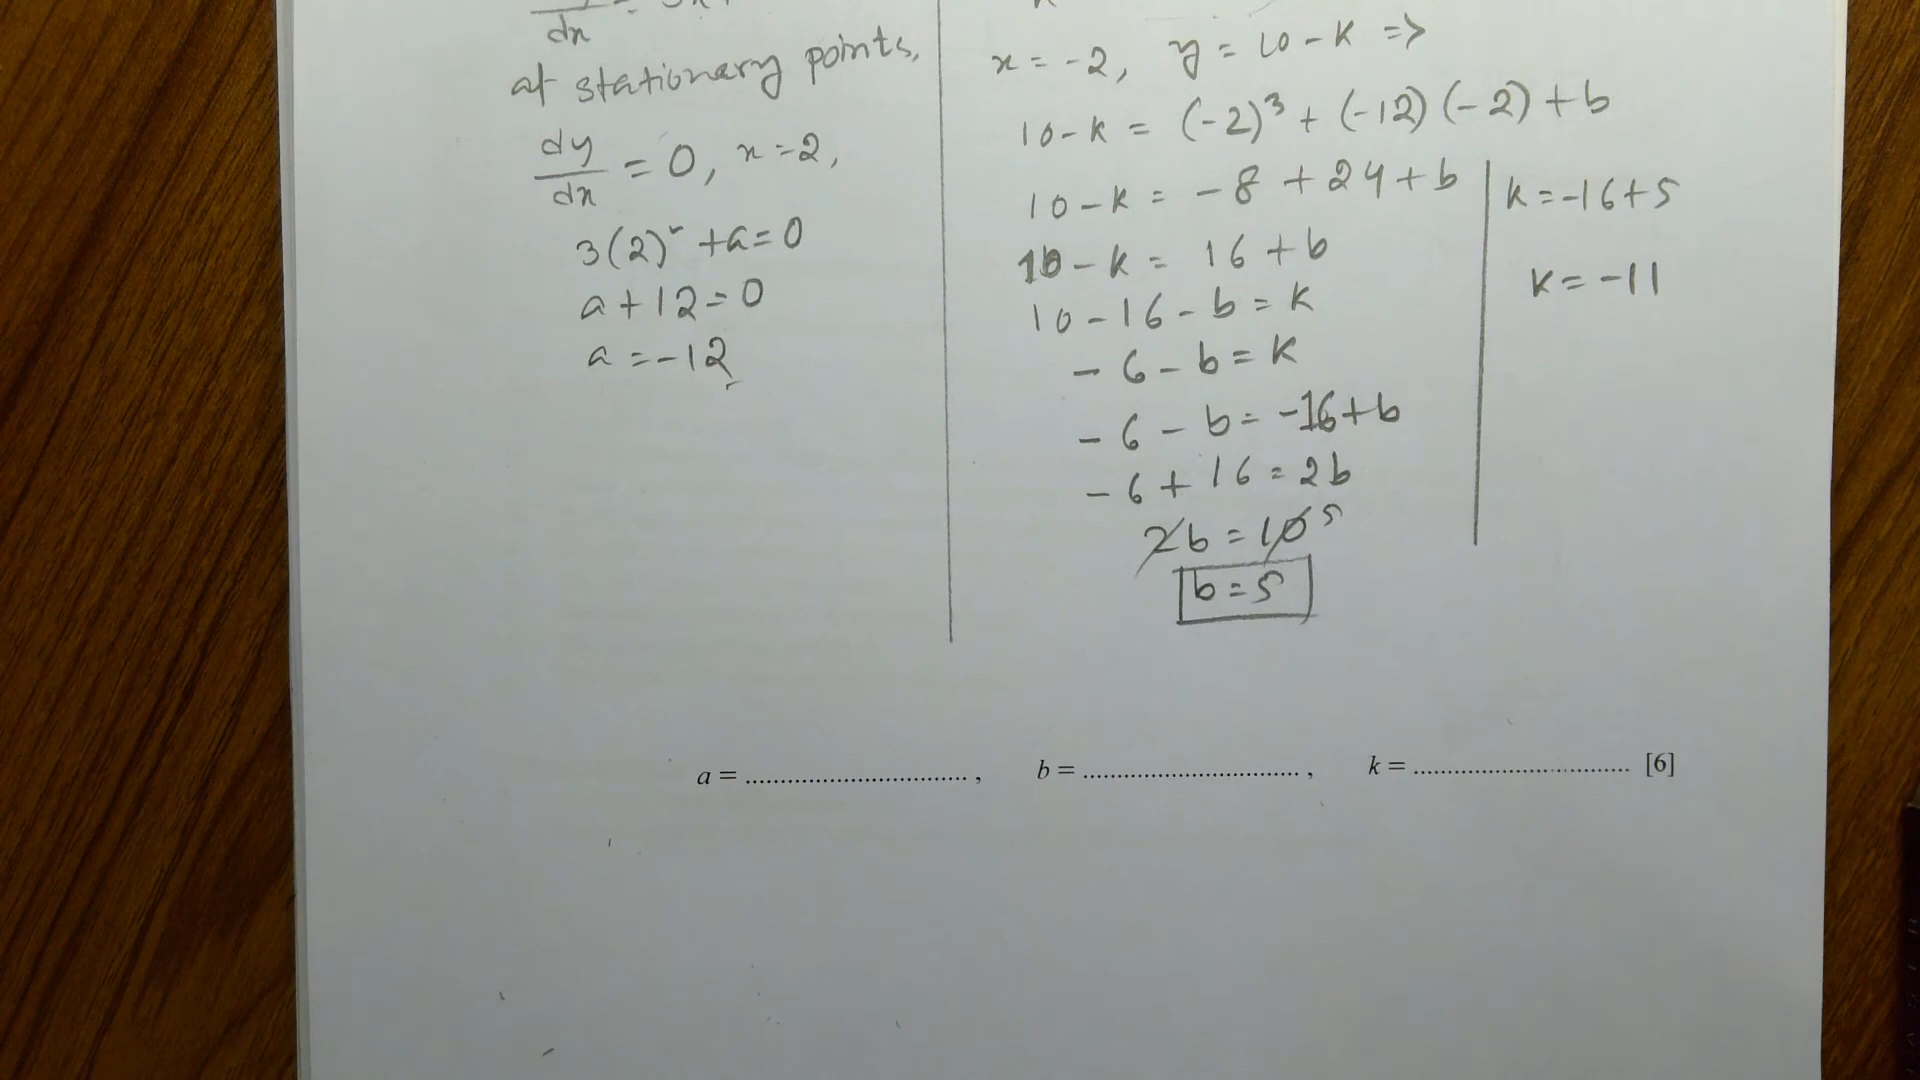 dx
at stationary points,
dy/dx = 0, x=2,
3(2)² + a = 0
a + 12 = 0
a = -12
x = -2, y = 10 - k =>
10 - k = (-2)³ + (-12)(-2) + b
10 - k = -8 + 24 + b
10 - k = 16 + b
10 - 16 - b = k
- 6 - b = k
- 6 - b = -16 + b
- 6 + 16 = 2b
2b = 10 5
b = 5
k = -16 + 5
k = -11
a = .............................. , b = .............................. , k = .............................. [6]